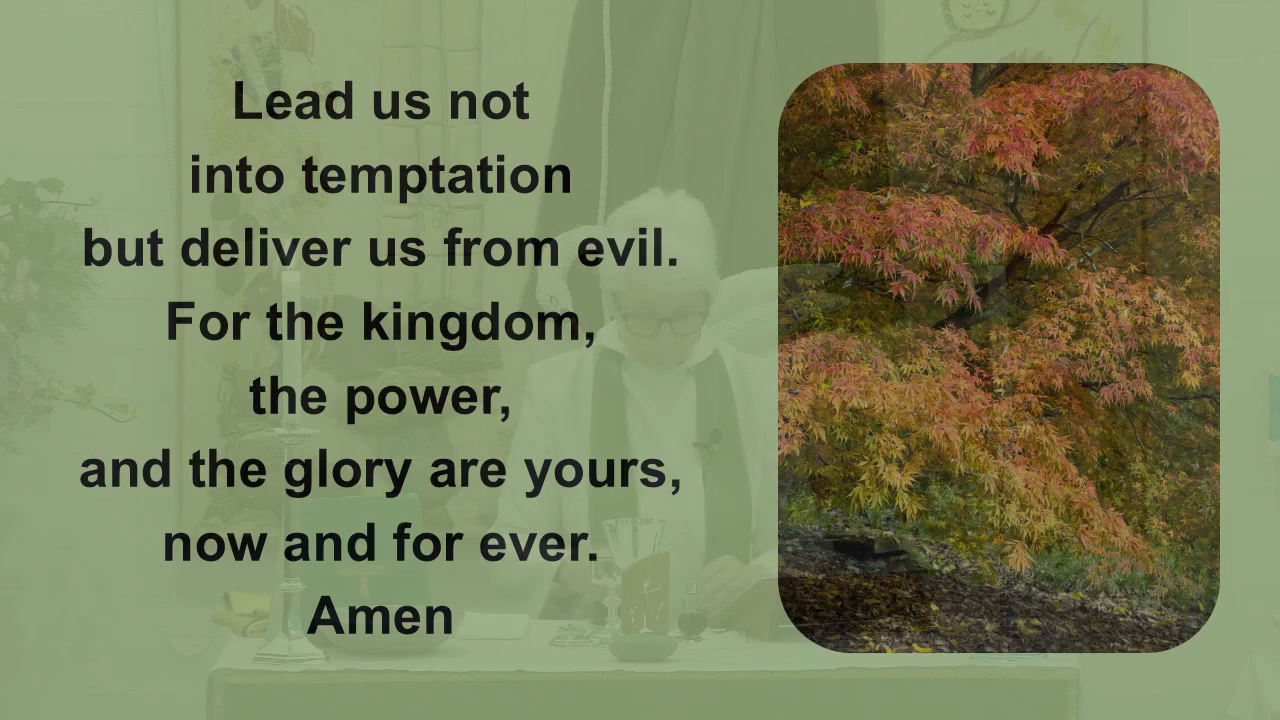 Lead us not
into temptation
but deliver us from evil.
For the kingdom,
the power,
and the glory are yours,
now and for ever.
Amen